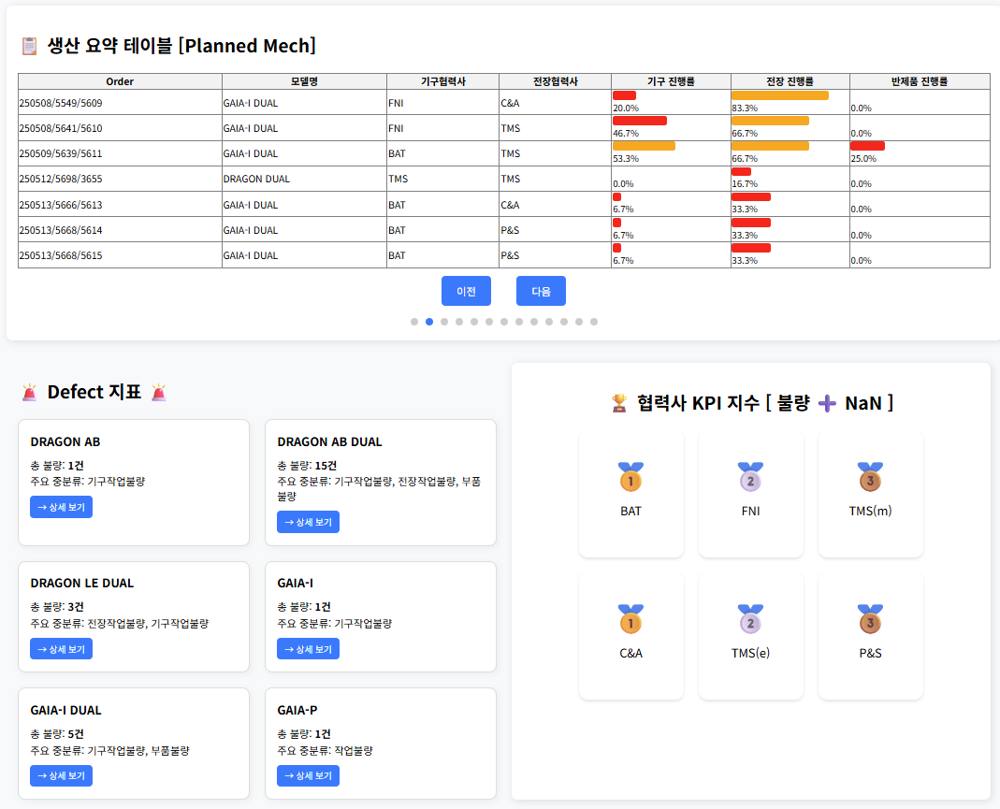 생산 요약 테이블 [Planned Mech]
Order 모델명 기구협력사 전장협력사 기구 진행률 전장 진행률 반제품 진행률
250508/5549/5609 GAIA-I DUAL FNI C&A 20.0% 83.3% 0.0%
250508/5641/5610 GAIA-I DUAL FNI TMS 46.7% 66.7% 0.0%
250509/5639/5611 GAIA-I DUAL BAT TMS 53.3% 66.7% 25.0%
250512/5698/3655 DRAGON DUAL TMS TMS 0.0% 16.7% 0.0%
250513/5666/5613 GAIA-I DUAL BAT C&A 6.7% 33.3% 0.0%
250513/5668/5614 GAIA-I DUAL BAT P&S 6.7% 33.3% 0.0%
250513/5668/5615 GAIA-I DUAL BAT P&S 6.7% 33.3% 0.0%
이전 다음
Defect 지표
DRAGON AB
총 불량: 1건
주요 중분류: 기구작업불량
→ 상세 보기
DRAGON AB DUAL
총 불량: 15건
주요 중분류: 기구작업불량, 전장작업불량, 부품
불량
→ 상세 보기
DRAGON LE DUAL
총 불량: 3건
주요 중분류: 전장작업불량, 기구작업불량
→ 상세 보기
GAIA-I
총 불량: 1건
주요 중분류: 기구작업불량
→ 상세 보기
GAIA-I DUAL
총 불량: 5건
주요 중분류: 기구작업불량, 부품불량
→ 상세 보기
GAIA-P
총 불량: 1건
주요 중분류: 작업불량
→ 상세 보기
협력사 KPI 지수 [ 불량 ➕ NaN ]
1 2 3
BAT FNI TMS(m)
1 2 3
C&A TMS(e) P&S